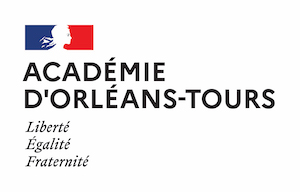 ACADÉMIE
D'ORLÉANS-TOURS
Liberté
Égalité
Fraternité